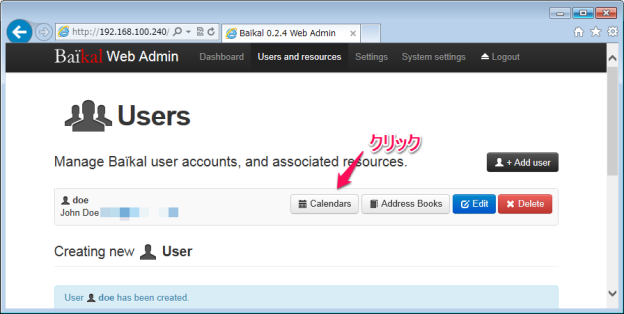 http://192.168.100.240/
Baïkal 0.2.4 Web Admin
Baïkal Web Admin Dashboard Users and resources Settings System settings Logout
Users
クリック
Manage Baïkal user accounts, and associated resources.
+ Add user
doe
John Doe
Calendars Address Books Edit Delete
Creating new User
User doe has been created.